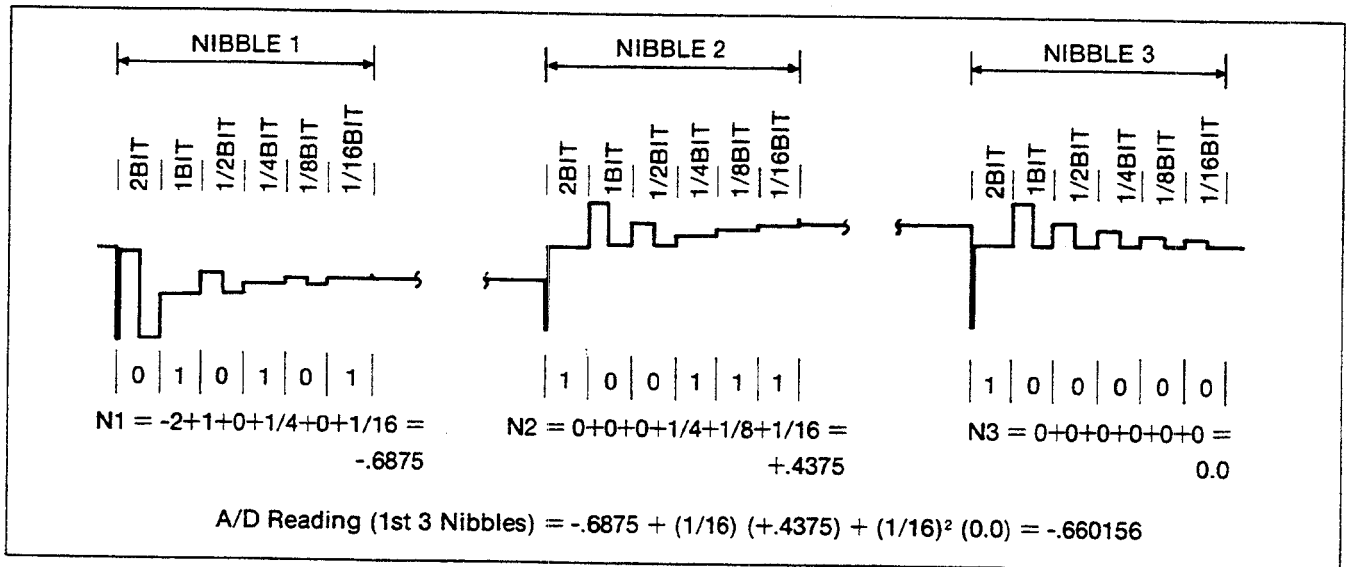 NIBBLE 1
NIBBLE 2
NIBBLE 3
2BIT
1BIT
1/2BIT
1/4BIT
1/8BIT
1/16BIT
2BIT
1BIT
1/2BIT
1/4BIT
1/8BIT
1/16BIT
2BIT
1BIT
1/2BIT
1/4BIT
1/8BIT
1/16BIT
0 1 0 1 0 1
1 0 0 1 1 1
1 0 0 0 0 0
N1 = -2+1+0+1/4+0+1/16 =
-.6875
N2 = 0+0+0+1/4+1/8+1/16 =
+.4375
N3 = 0+0+0+0+0+0 =
0.0
A/D Reading (1st 3 Nibbles) = -.6875 + (1/16) (+.4375) + (1/16)² (0.0) = -.660156